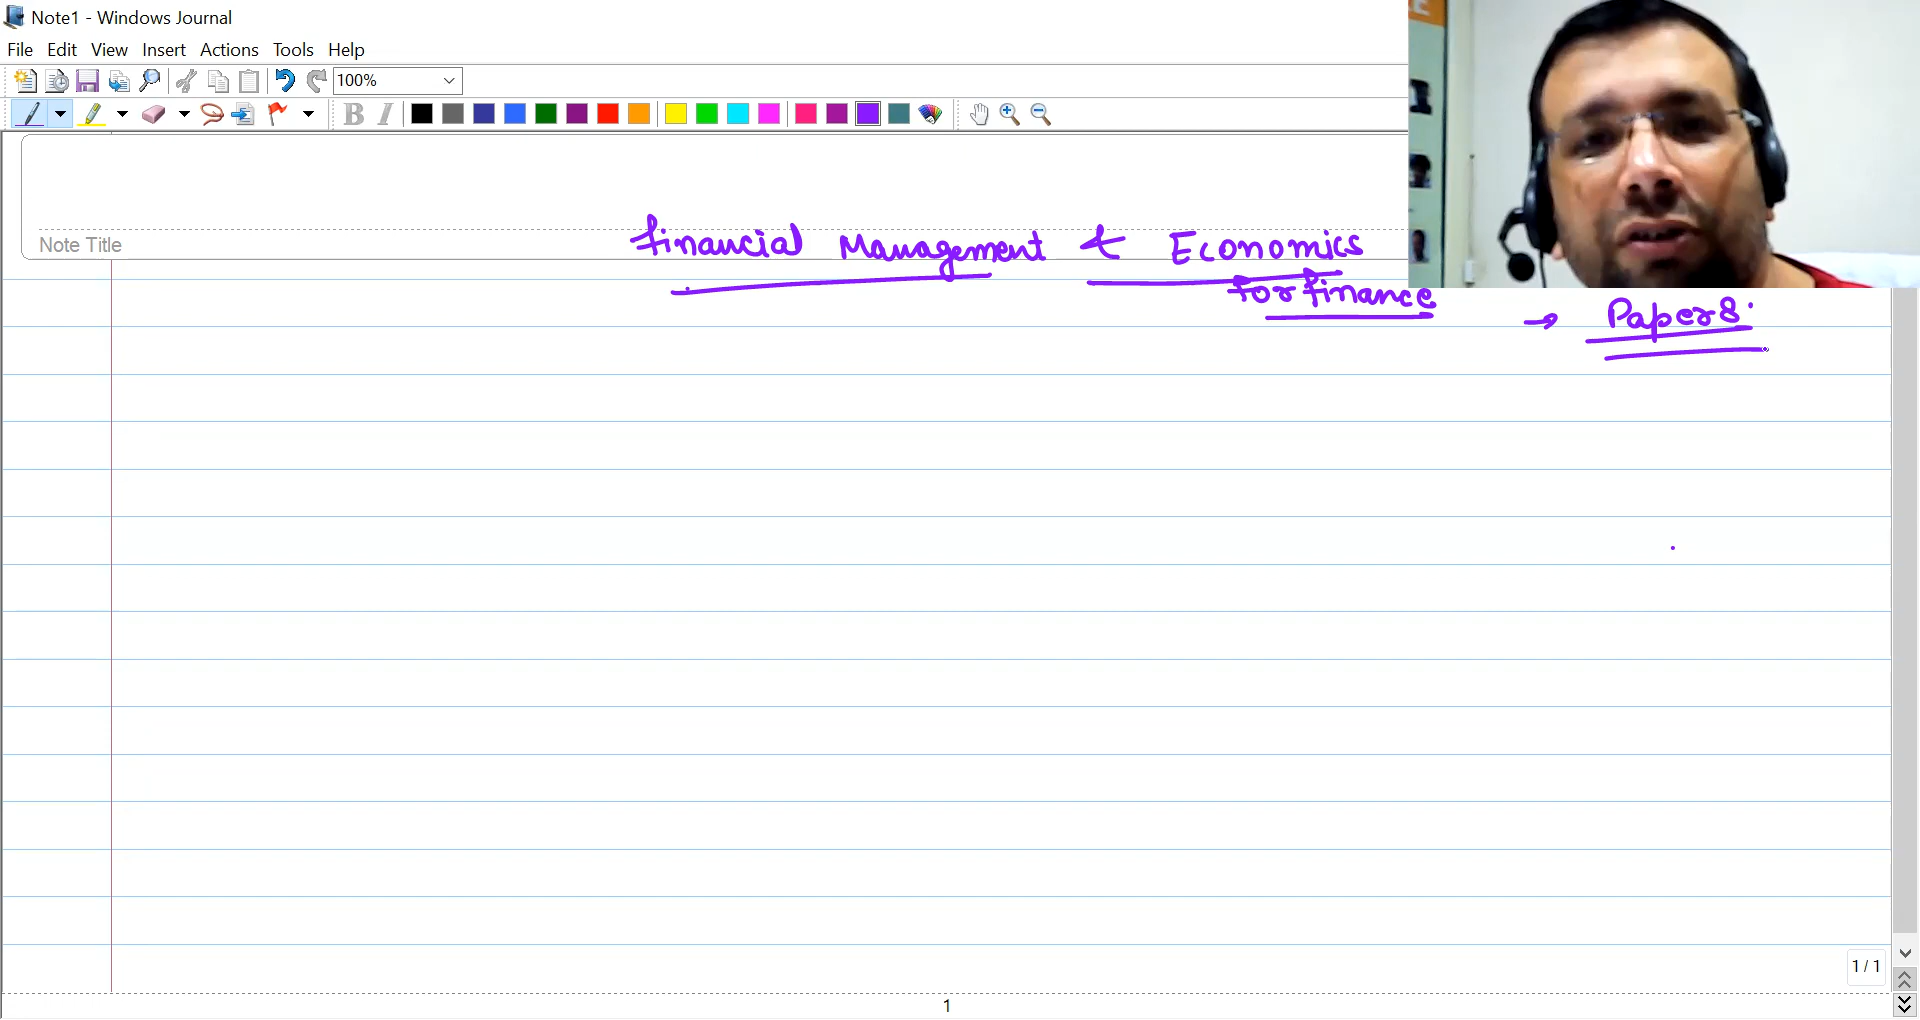 Note1 - Windows Journal
File Edit View Insert Actions Tools Help
100%
B I
Note Title
Financial Management & Economics
for finance
→ Paper 8.
1 / 1
1